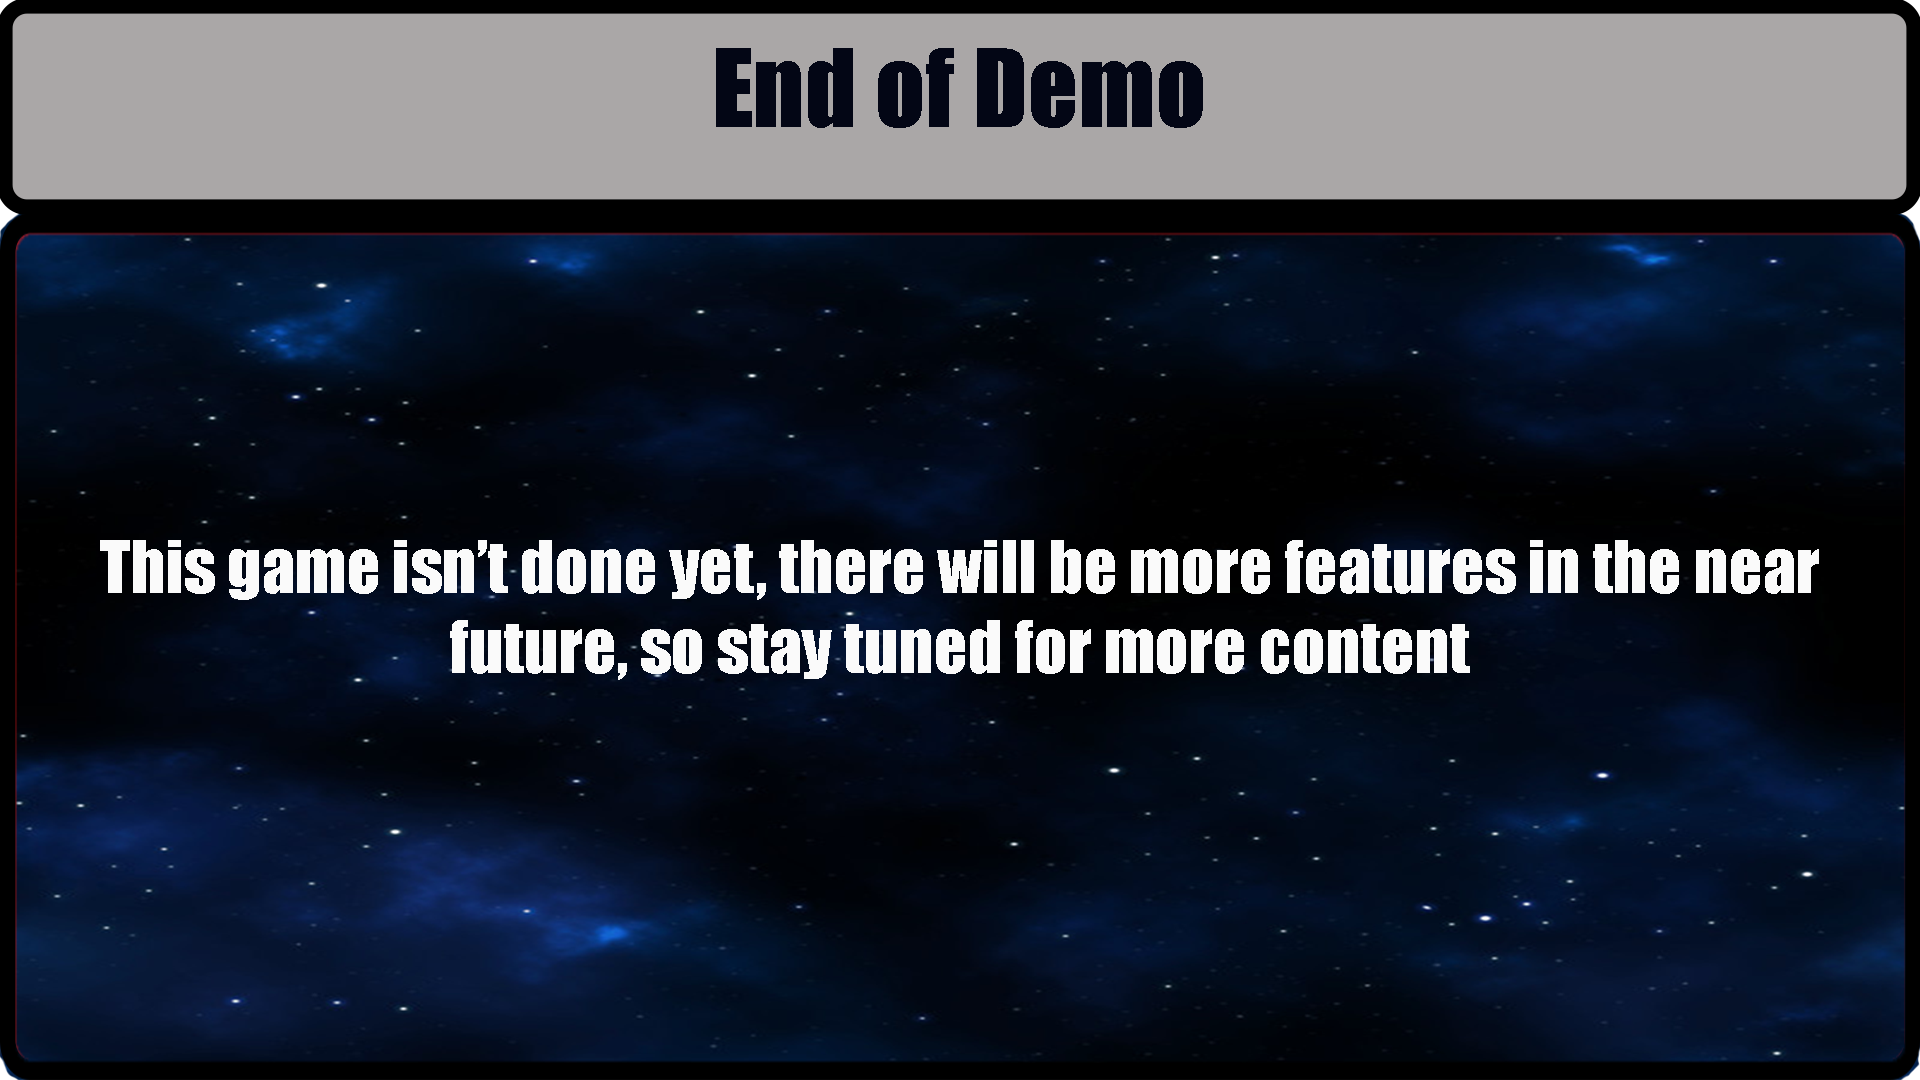 End of Demo
This game isn’t done yet, there will be more features in the near
future, so stay tuned for more content